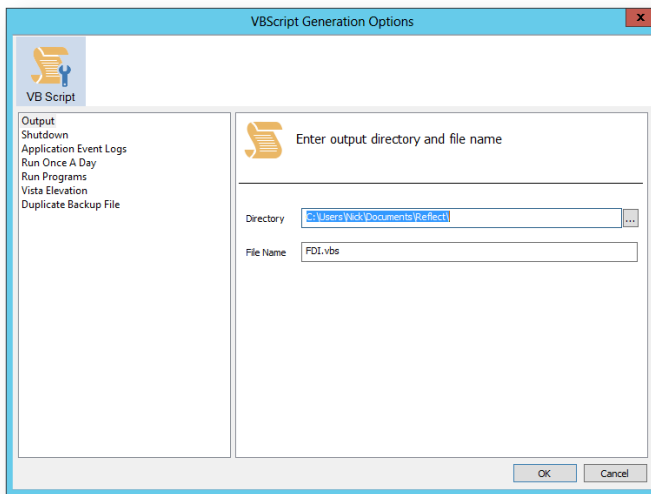 VBScript Generation Options
x
VB Script
Output
Shutdown
Application Event Logs
Run Once A Day
Run Programs
Vista Elevation
Duplicate Backup File
Enter output directory and file name
Directory
C:\Users\Nick\Documents\Reflect\
...
File Name
FDI.vbs
OK
Cancel